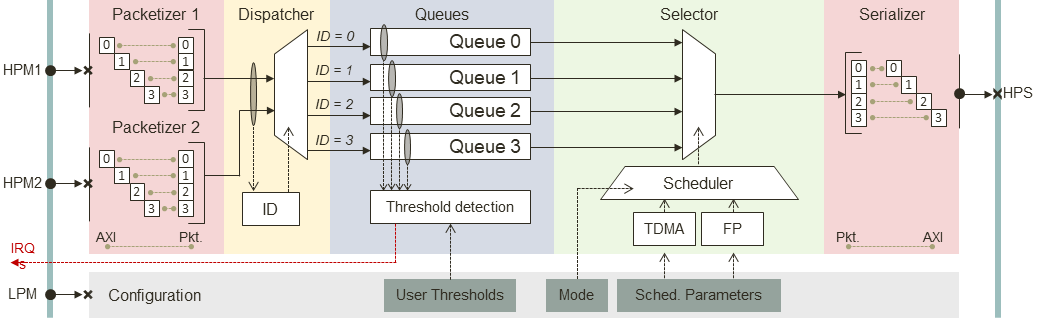 Packetizer 1
Dispatcher
Queues
Selector
Serializer
HPM1
0 0
1 1
2 2
3 3
Packetizer 2
HPM2
0 0
1 1
2 2
3 3
AXI Pkt.
ID
ID = 0
ID = 1
ID = 2
ID = 3
Queue 0
Queue 1
Queue 2
Queue 3
Threshold detection
Scheduler
TDMA
FP
0 0
1 1
2 2
3 3
Pkt. AXI
HPS
IRQ
s
LPM
Configuration
User Thresholds
Mode
Sched. Parameters